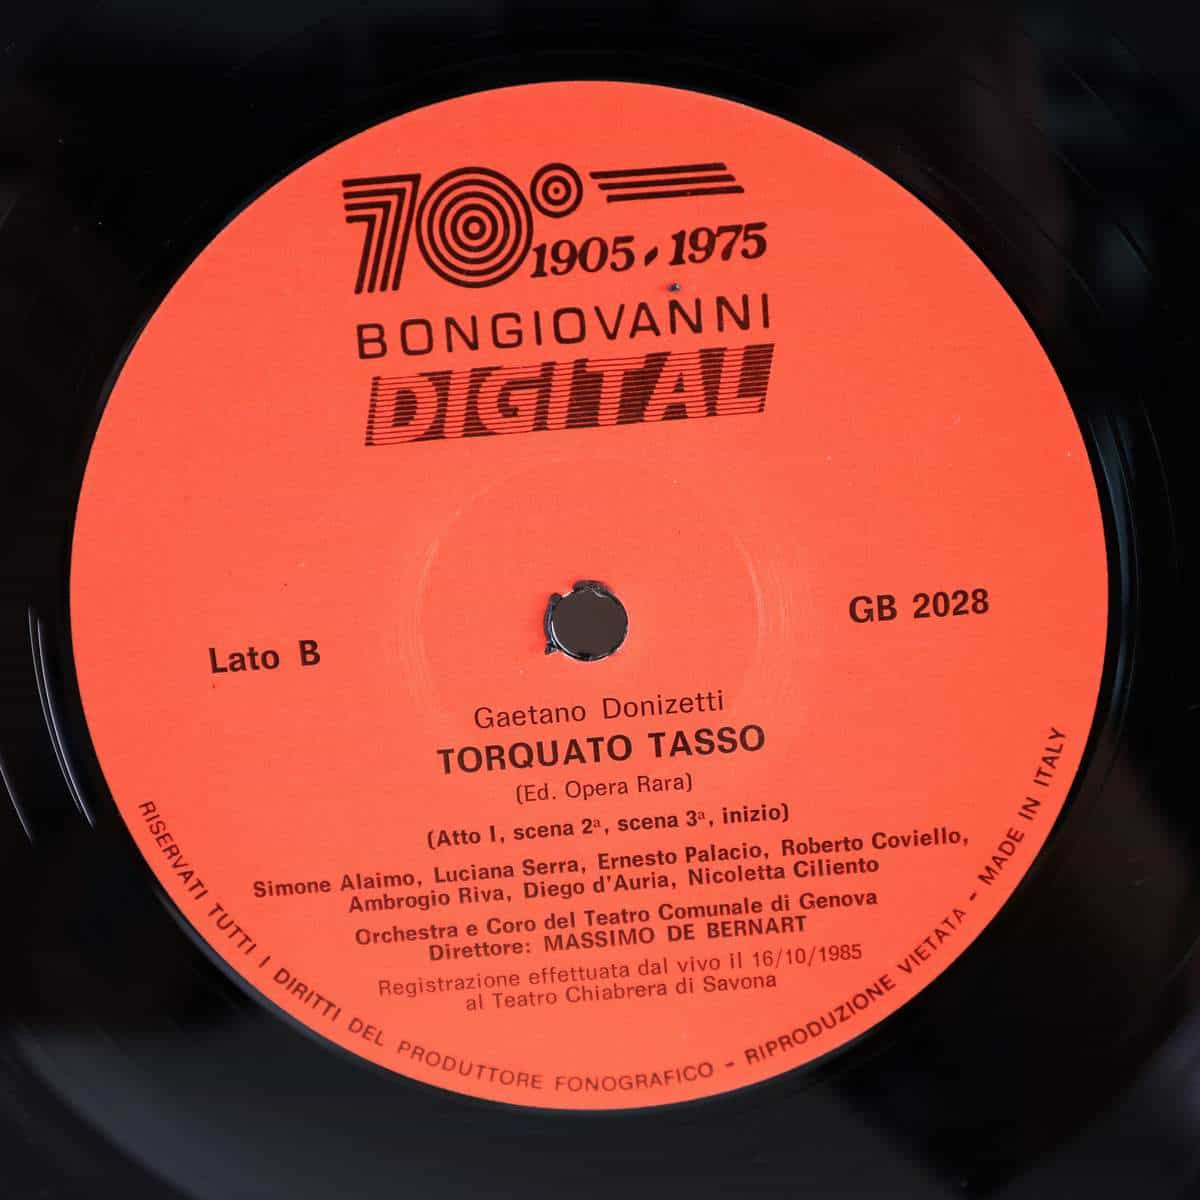 70°
1905 • 1975
BONGIOVANNI
DIGITAL
GB 2028
Lato B
Gaetano Donizetti
TORQUATO TASSO
(Ed. Opera Rara)
(Atto I, scena 2ª, scena 3ª, inizio)
Simone Alaimo, Luciana Serra, Ernesto Palacio, Roberto Coviello,
Ambrogio Riva, Diego d'Auria, Nicoletta Ciliento
Orchestra e Coro del Teatro Comunale di Genova
Direttore: MASSIMO DE BERNART
Registrazione effettuata dal vivo il 16/10/1985
al Teatro Chiabrera di Savona
RISERVATI TUTTI I DIRITTI DEL PRODUTTORE FONOGRAFICO - RIPRODUZIONE VIETATA - MADE IN ITALY